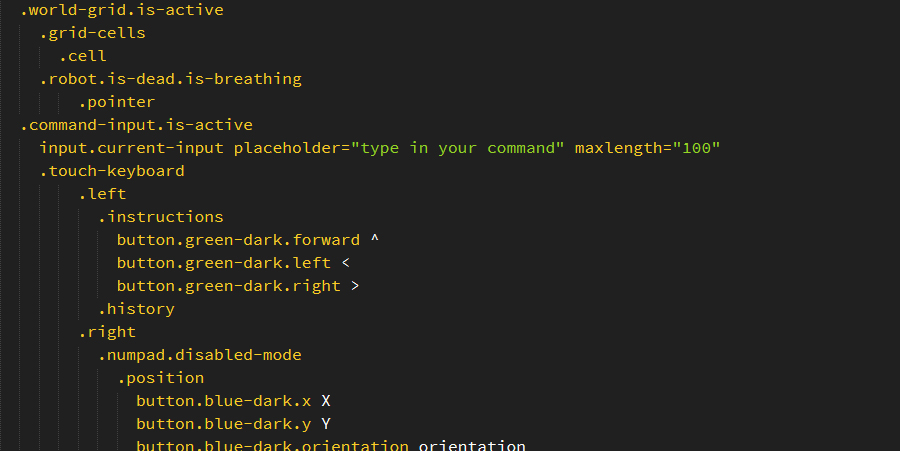 .world-grid.is-active
.grid-cells
.cell
.robot.is-dead.is-breathing
.pointer
.command-input.is-active
input.current-input placeholder="type in your command" maxlength="100"
.touch-keyboard
.left
.instructions
button.green-dark.forward ^
button.green-dark.left <
button.green-dark.right >
.history
.right
.numpad.disabled-mode
.position
button.blue-dark.x X
button.blue-dark.y Y
button.blue-dark.orientation orientation